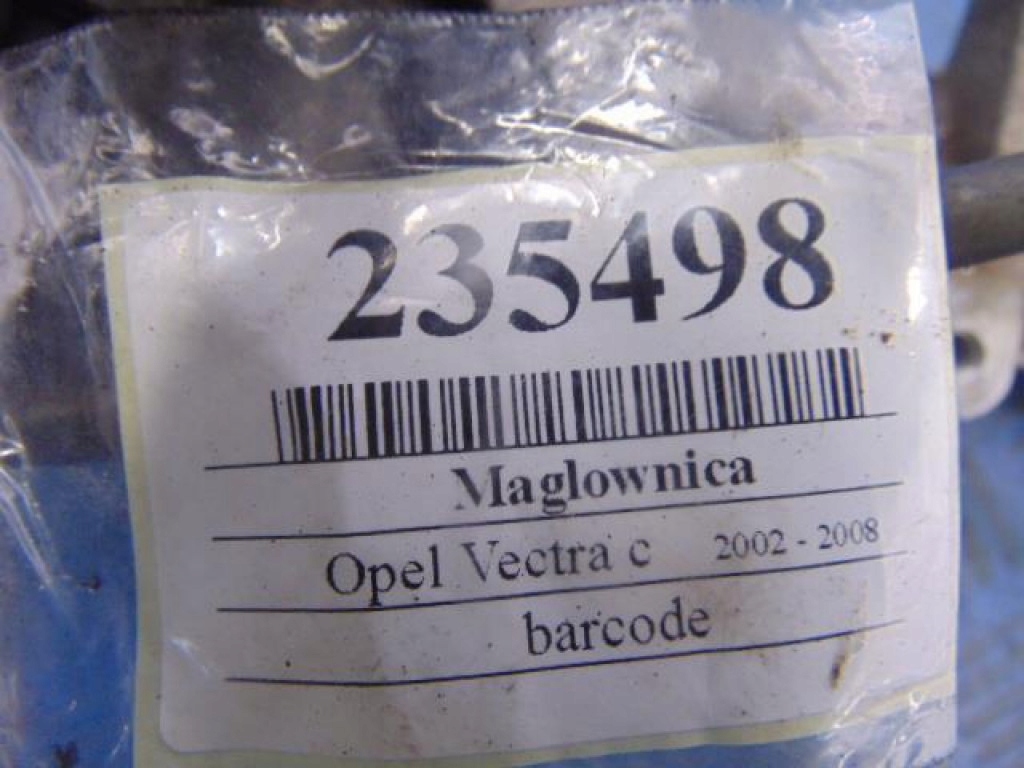 235498
Maglownica
Opel Vectra c 2002 - 2008
barcode